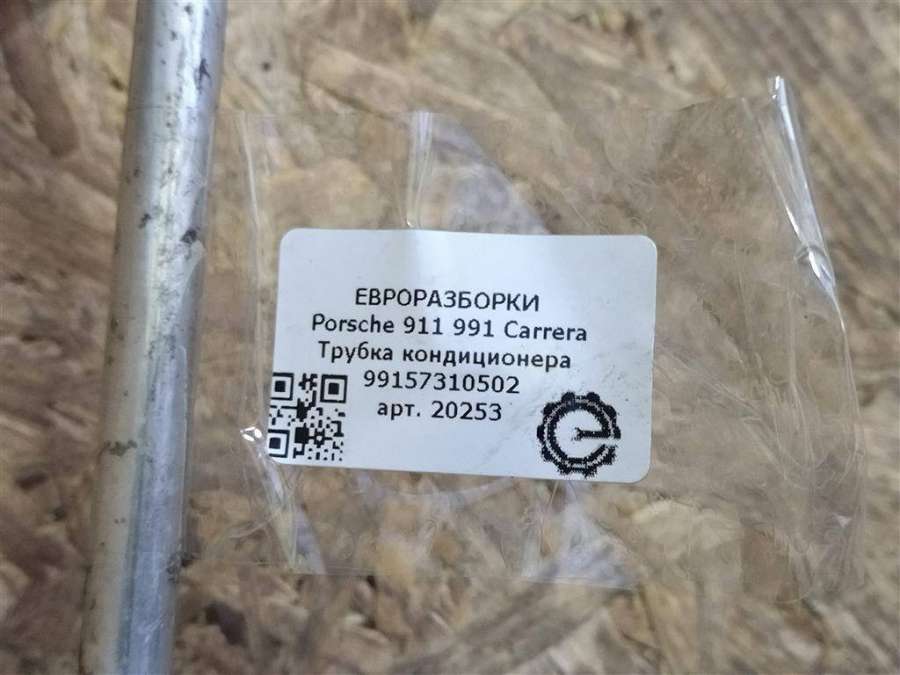 ЕВРОРАЗБОРКИ
Porsche 911 991 Carrera
Трубка кондиционера
99157310502
арт. 20253